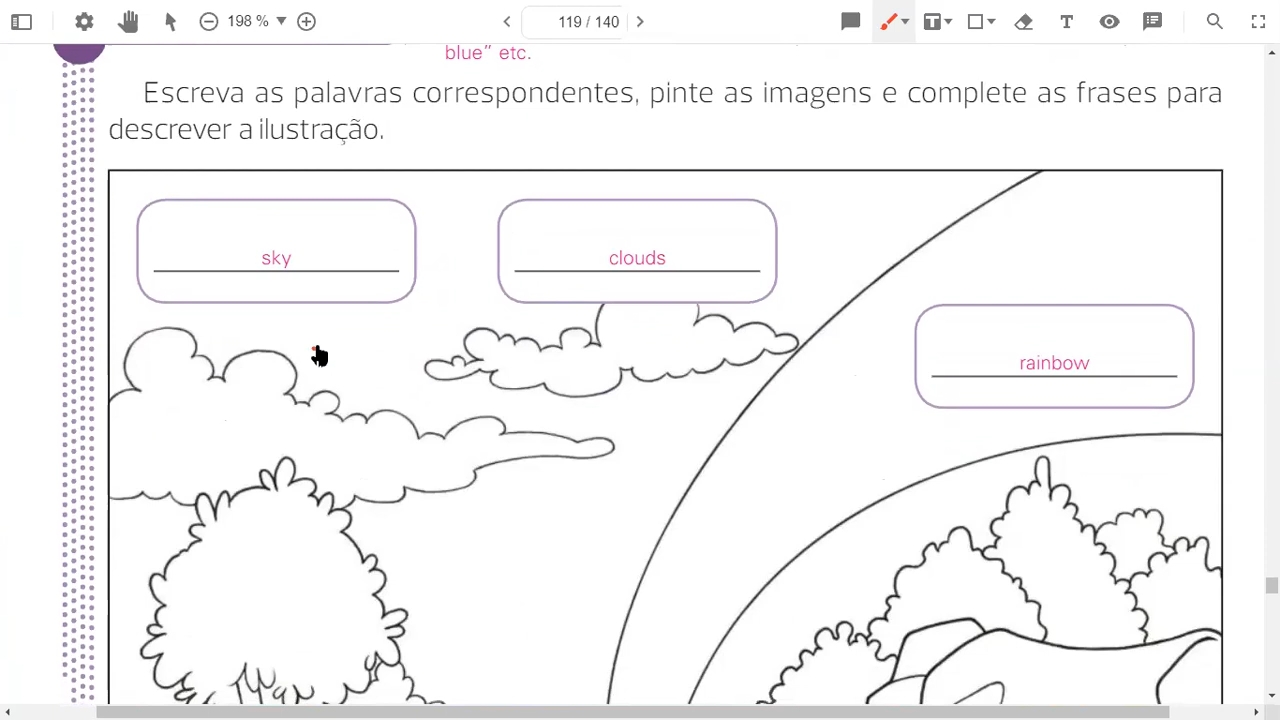 198 %
119 / 140
blue” etc.
Escreva as palavras correspondentes, pinte as imagens e complete as frases para
descrever a ilustração.
sky
clouds
rainbow